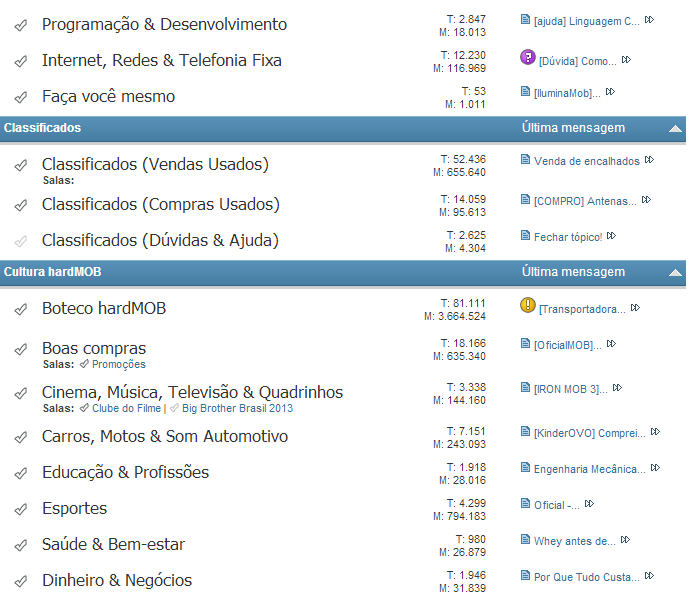 Programação & Desenvolvimento
T: 2.847
M: 18.013
[ajuda] Linguagem C...
Internet, Redes & Telefonia Fixa
T: 12.230
M: 116.969
[Dúvida] Como...
Faça você mesmo
T: 53
M: 1.011
[IluminaMob]...
Classificados
Última mensagem
Classificados (Vendas Usados)
Salas:
T: 52.436
M: 655.640
Venda de encalhados
Classificados (Compras Usados)
T: 14.059
M: 95.613
[COMPRO] Antenas...
Classificados (Dúvidas & Ajuda)
T: 2.625
M: 4.304
Fechar tópico!
Cultura hardMOB
Última mensagem
Boteco hardMOB
T: 81.111
M: 3.664.524
[Transportadora...
Boas compras
Salas: Promoções
T: 18.166
M: 635.340
[OficialMOB]...
Cinema, Música, Televisão & Quadrinhos
Salas: Clube do Filme | Big Brother Brasil 2013
T: 3.338
M: 144.160
[IRON MOB 3]...
Carros, Motos & Som Automotivo
T: 7.151
M: 243.093
[KinderOVO] Comprei...
Educação & Profissões
T: 1.918
M: 28.016
Engenharia Mecânica...
Esportes
T: 4.299
M: 794.183
Oficial -...
Saúde & Bem-estar
T: 980
M: 26.879
Whey antes de...
Dinheiro & Negócios
T: 1.946
M: 31.839
Por Que Tudo Custa...